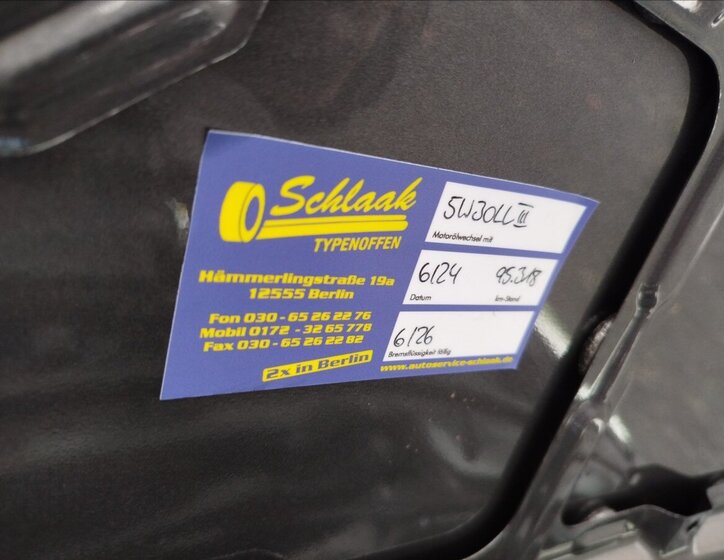 Schlaak
TYPENOFFEN
Hämmerlingstraße 19a
12555 Berlin
Fon 030 - 65 26 22 76
Mobil 0172 - 32 65 778
Fax 030 - 65 26 22 82
2x in Berlin
5W30LL III
Motorölwechsel mit
6/24 95.318
Datum km-Stand
6/26
Bremsflüssigkeit fällig
www.autoservice-schlaak.de